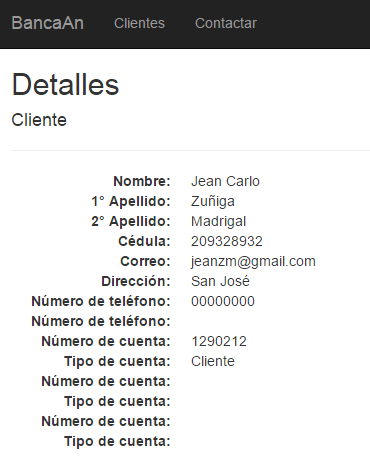 BancaAn Clientes Contactar
Detalles
Cliente
Nombre: Jean Carlo
1° Apellido: Zuñiga
2° Apellido: Madrigal
Cédula: 209328932
Correo: jeanzm@gmail.com
Dirección: San José
Número de teléfono: 00000000
Número de teléfono:
Número de cuenta: 1290212
Tipo de cuenta: Cliente
Número de cuenta:
Tipo de cuenta:
Número de cuenta:
Tipo de cuenta: